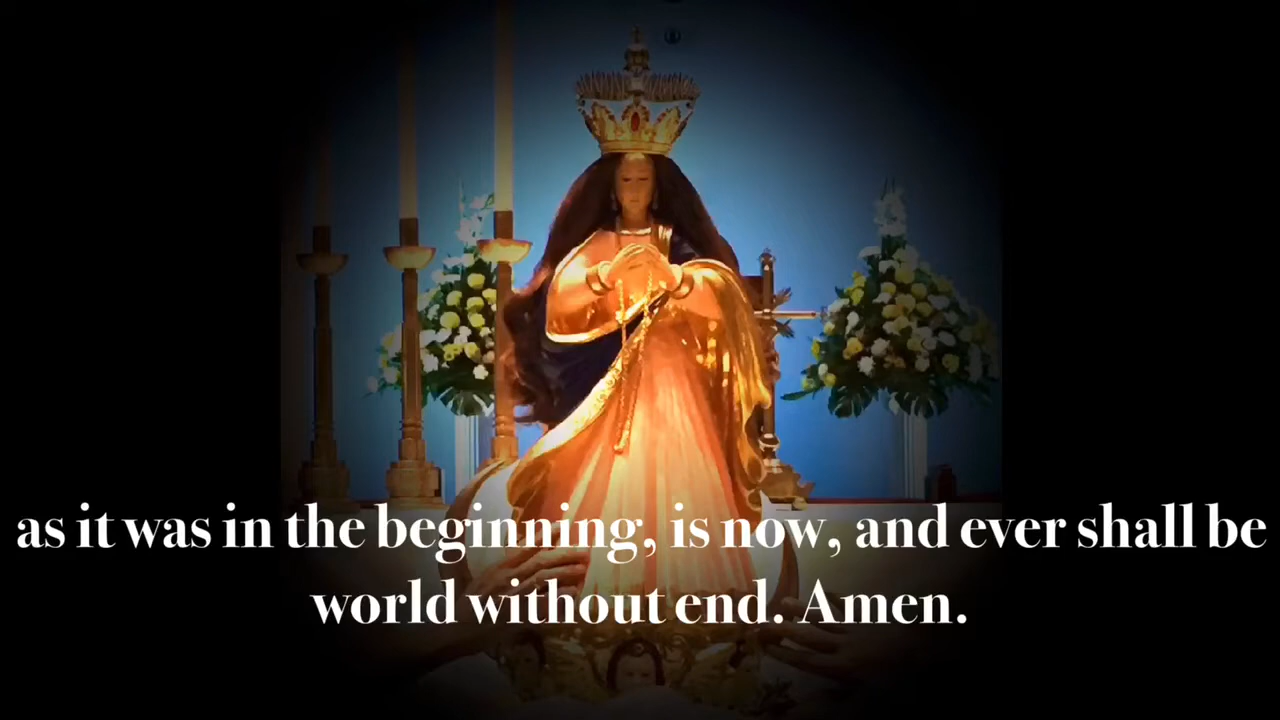 as it was in the beginning, is now, and ever shall be
world without end. Amen.